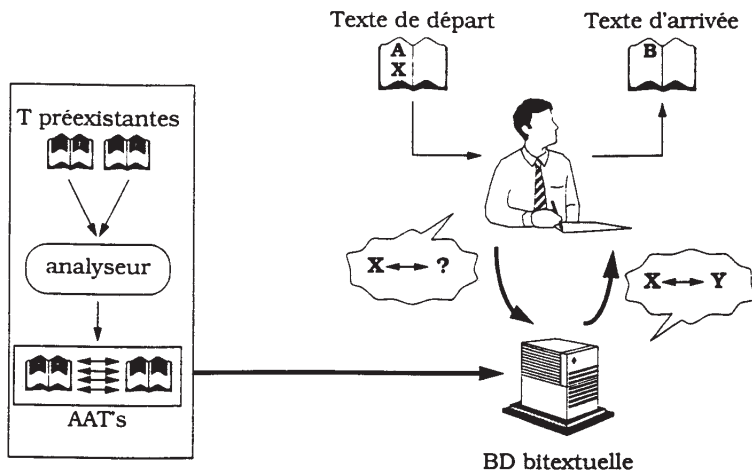 Texte de départ
Texte d'arrivée
A
X
B
T préexistantes
analyseur
X ↔ ?
X ↔ Y
AAT's
BD bitextuelle